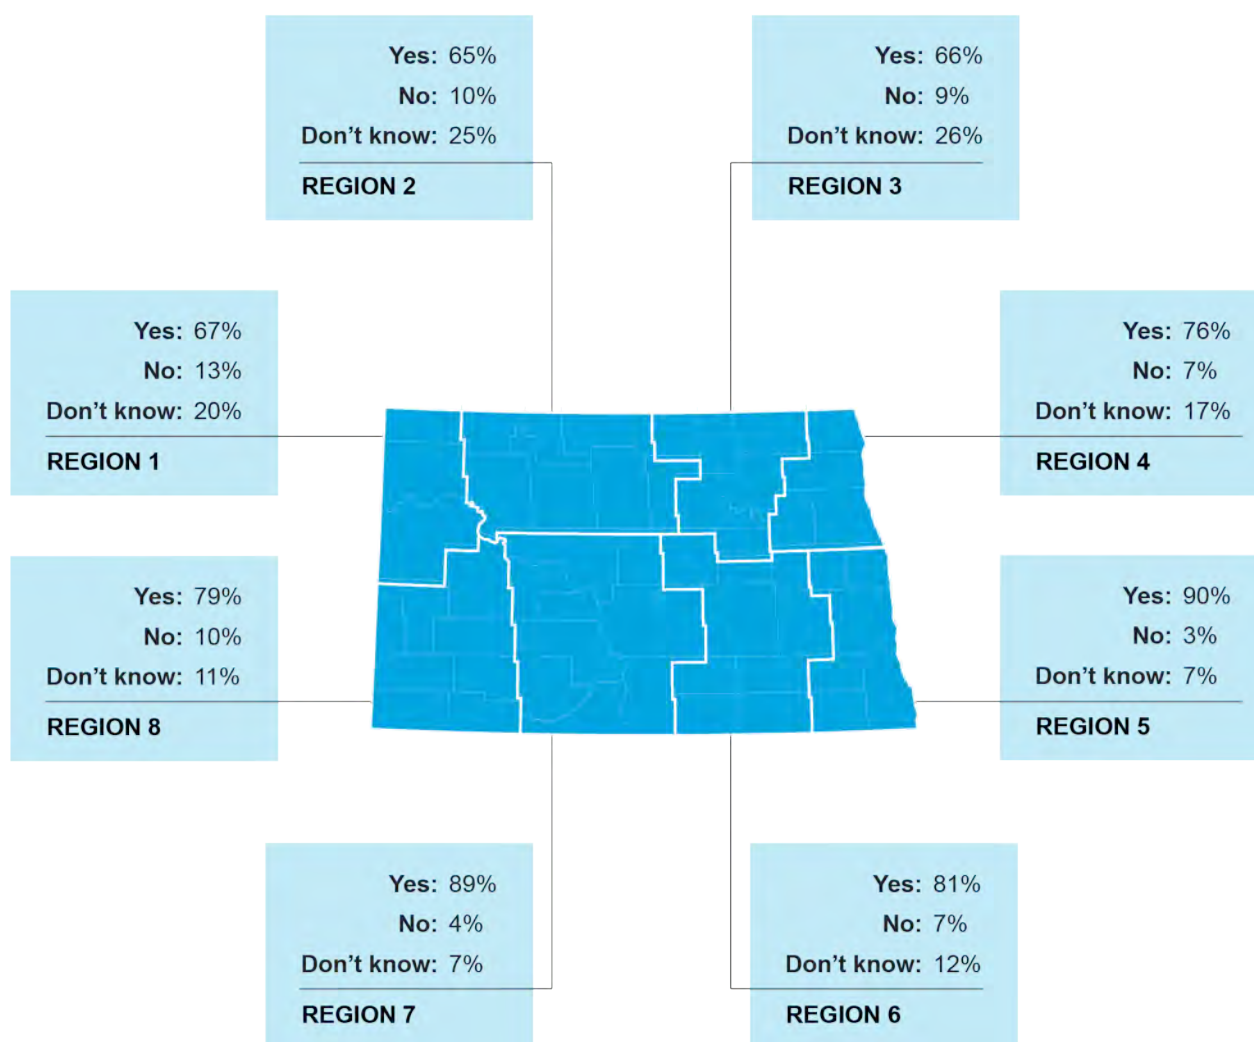 Yes: 65%
No: 10%
Don't know: 25%
REGION 2
Yes: 66%
No: 9%
Don't know: 26%
REGION 3
Yes: 67%
No: 13%
Don't know: 20%
REGION 1
Yes: 76%
No: 7%
Don't know: 17%
REGION 4
Yes: 79%
No: 10%
Don't know: 11%
REGION 8
Yes: 90%
No: 3%
Don't know: 7%
REGION 5
Yes: 89%
No: 4%
Don't know: 7%
REGION 7
Yes: 81%
No: 7%
Don't know: 12%
REGION 6